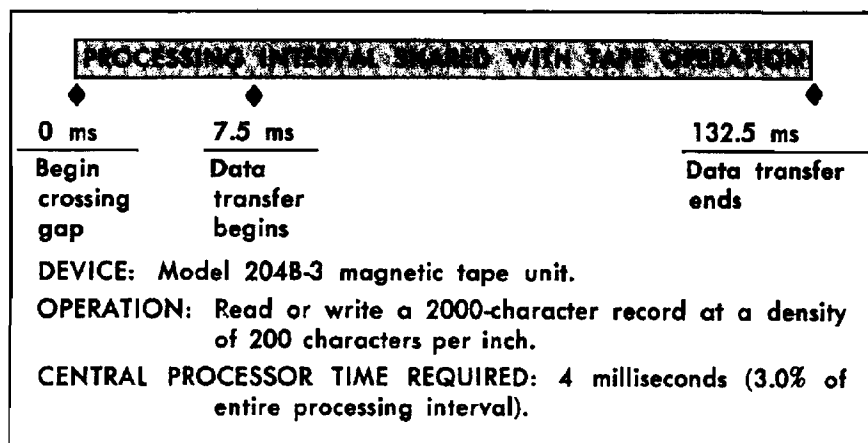 PROCESSING INTERVAL SHARED WITH TAPE OPERATION
0 ms 7.5 ms 132.5 ms
Begin Data Data transfer
crossing transfer ends
gap begins
DEVICE: Model 204B-3 magnetic tape unit.
OPERATION: Read or write a 2000-character record at a density
of 200 characters per inch.
CENTRAL PROCESSOR TIME REQUIRED: 4 milliseconds (3.0% of
entire processing interval).